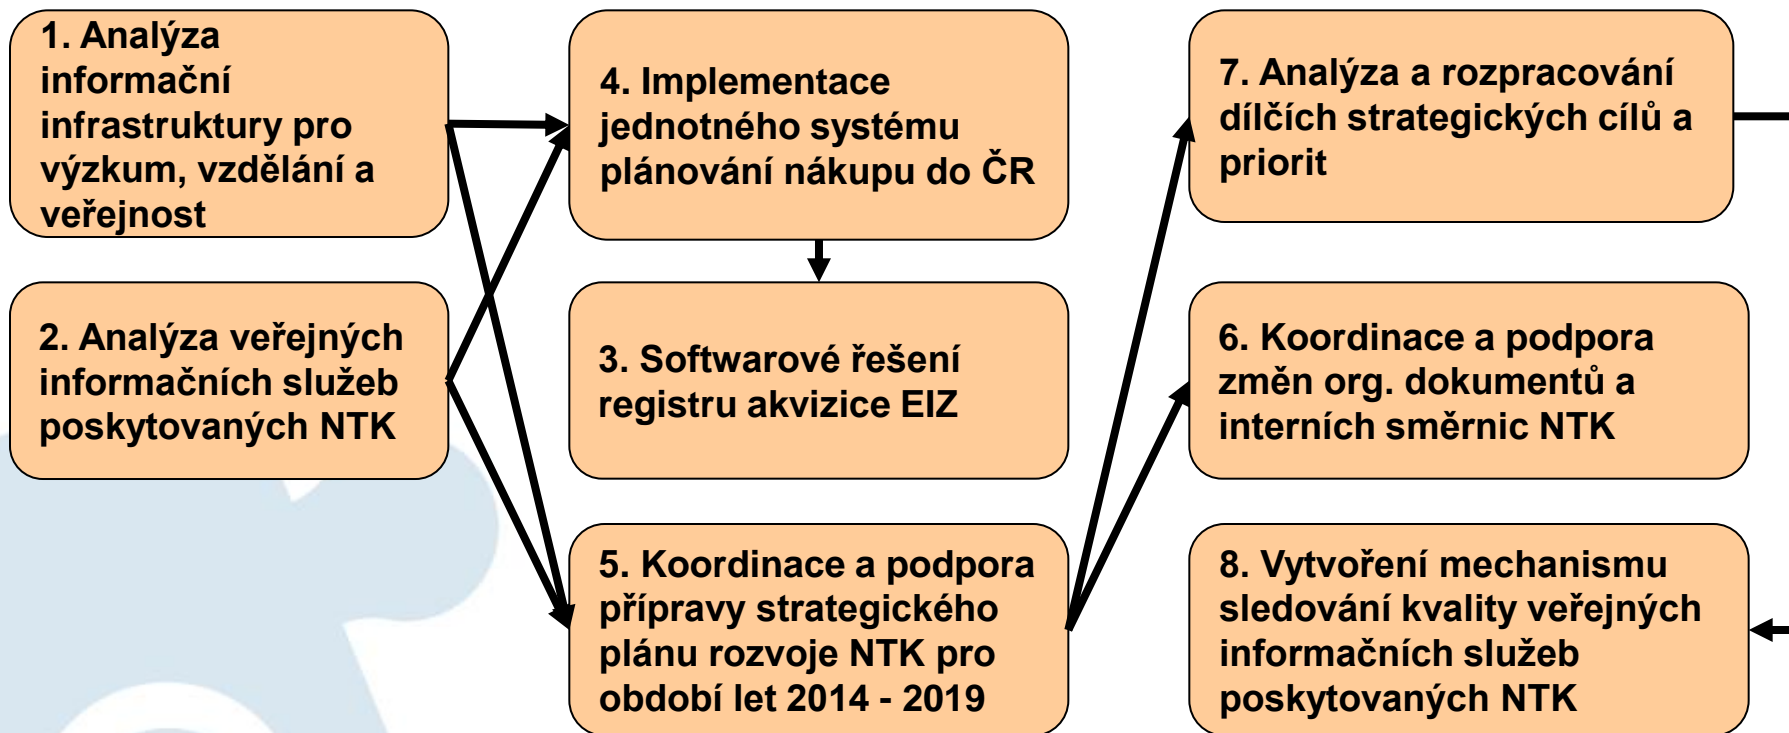 1. Analýza
informační
infrastruktury pro
výzkum, vzdělání a
veřejnost
2. Analýza veřejných
informačních služeb
poskytovaných NTK
4. Implementace
jednotného systému
plánování nákupu do ČR
3. Softwarové řešení
registru akvizice EIZ
5. Koordinace a podpora
přípravy strategického
plánu rozvoje NTK pro
období let 2014 - 2019
7. Analýza a rozpracování
dílčích strategických cílů a
priorit
6. Koordinace a podpora
změn org. dokumentů a
interních směrnic NTK
8. Vytvoření mechanismu
sledování kvality veřejných
informačních služeb
poskytovaných NTK